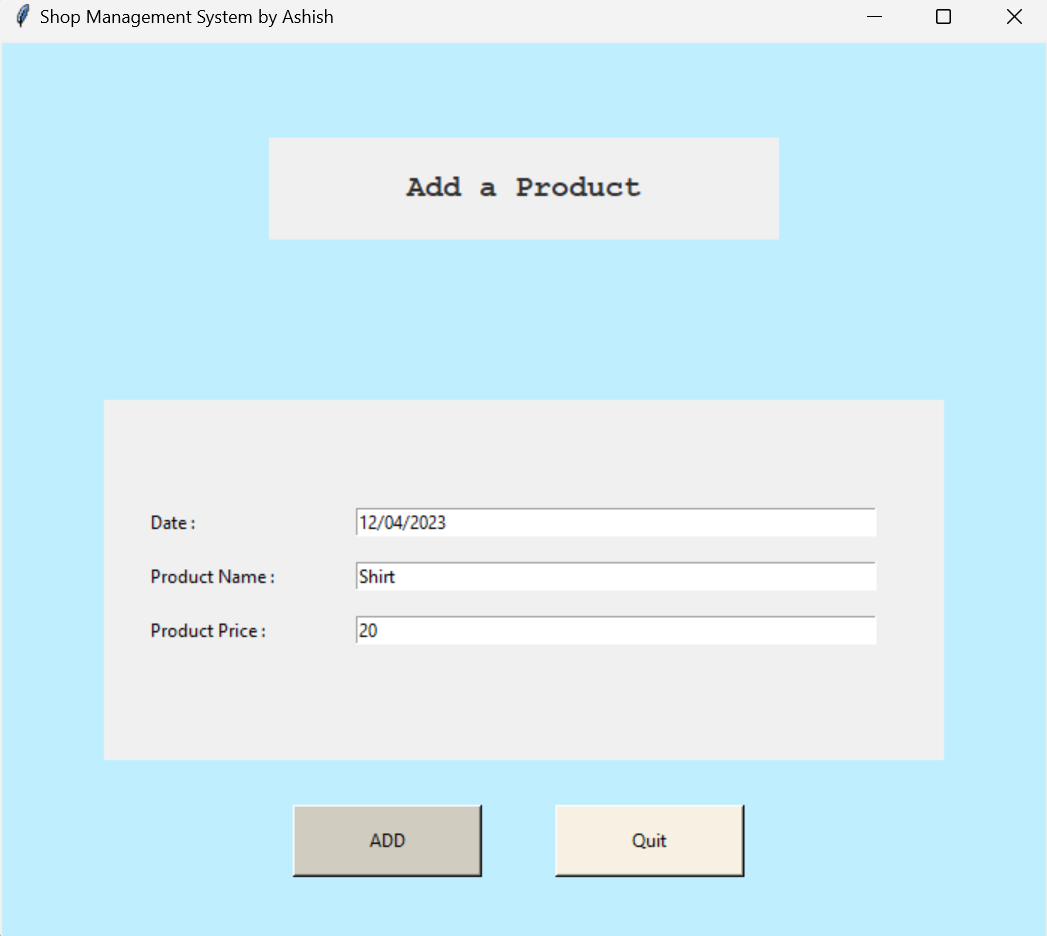 Shop Management System by Ashish
Add a Product
Date : 12/04/2023
Product Name : Shirt
Product Price : 20
ADD Quit